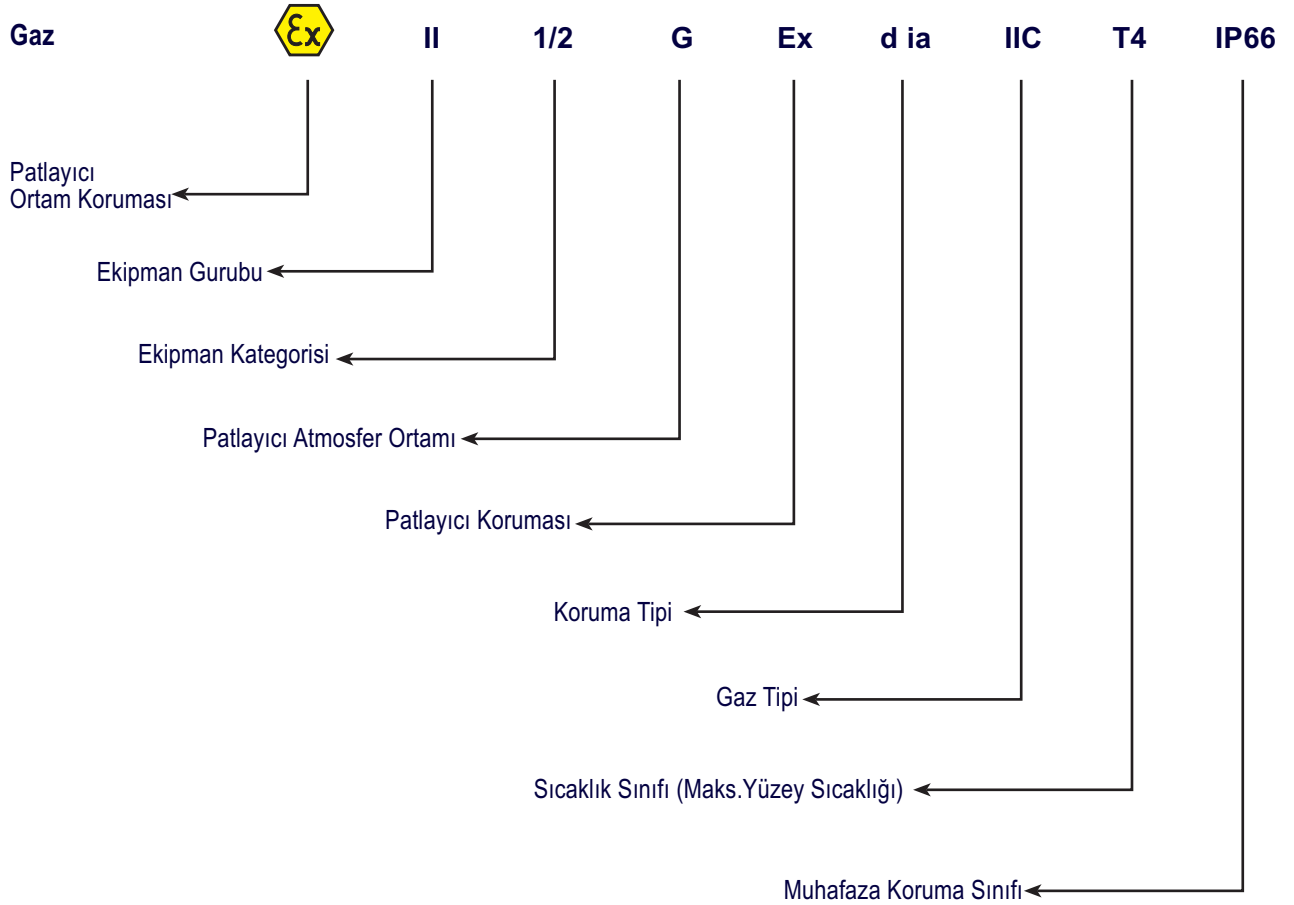 Gaz Ex II 1/2 G Ex d ia IIC T4 IP66
Patlayıcı
Ortam Koruması
Ekipman Gurubu
Ekipman Kategorisi
Patlayıcı Atmosfer Ortamı
Patlayıcı Koruması
Koruma Tipi
Gaz Tipi
Sıcaklık Sınıfı (Maks.Yüzey Sıcaklığı)
Muhafaza Koruma Sınıfı